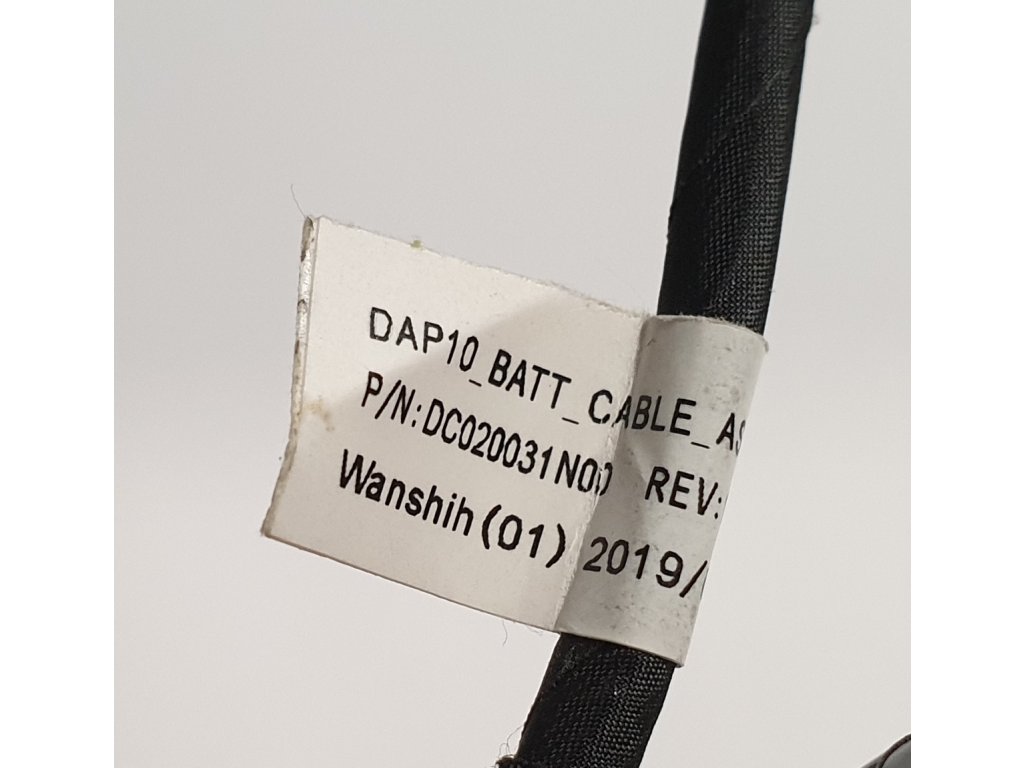 DAP10_BATT_CABLE_AS
P/N:DC020031N00 REV:
Wanshih(01) 2019/